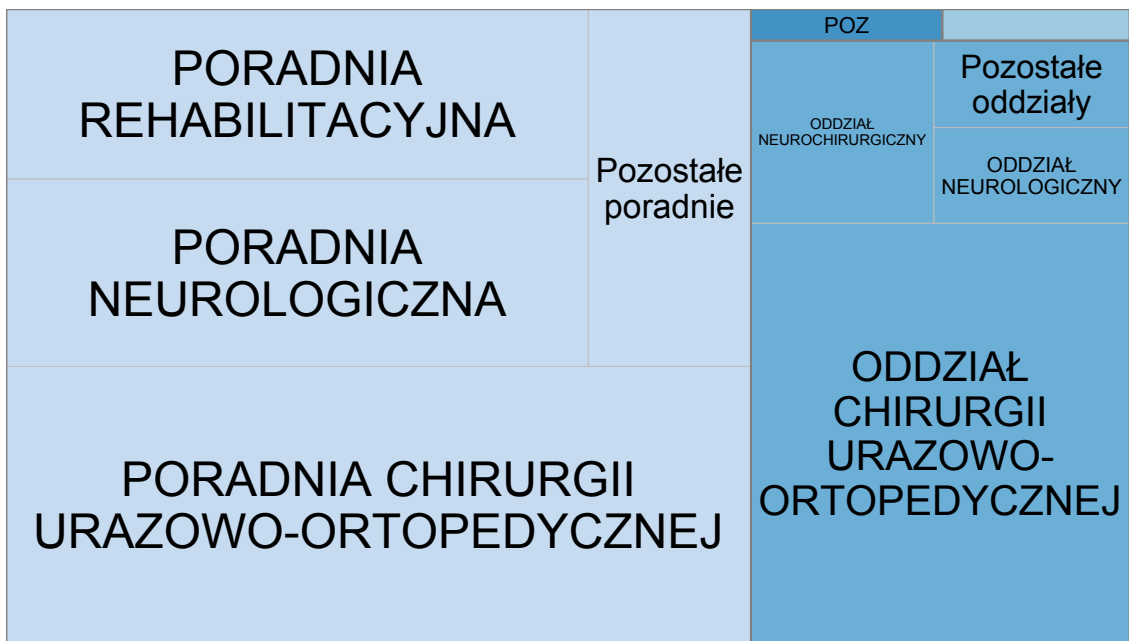 PORADNIA
REHABILITACYJNA
PORADNIA
NEUROLOGICZNA
Pozostałe
poradnie
PORADNIA CHIRURGII
URAZOWO-ORTOPEDYCZNEJ
POZ
ODDZIAŁ
NEUROCHIRURGICZNY
Pozostałe
oddziały
ODDZIAŁ
NEUROLOGICZNY
ODDZIAŁ
CHIRURGII
URAZOWO-
ORTOPEDYCZNEJ